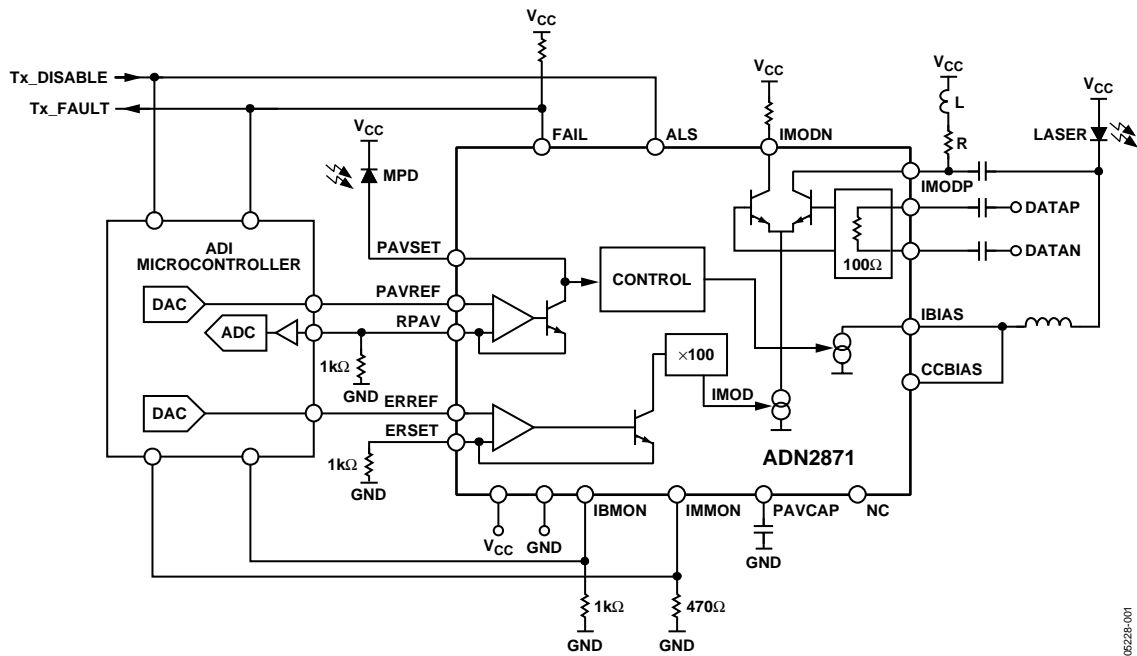 VCC
Tx_DISABLE
Tx_FAULT
VCC
VCC
VCC
VCC
L
R
LASER
MPD
FAIL
ALS
IMODN
IMODP
DATAP
DATAN
100Ω
ADI
MICROCONTROLLER
DAC
ADC
DAC
PAVSET
PAVREF
RPAV
1kΩ
GND
CONTROL
×100
IMOD
IBIAS
CCBIAS
ERREF
ERSET
1kΩ
GND
ADN2871
VCC
GND
IBMON
IMMON
PAVCAP
NC
GND
1kΩ
GND
470Ω
GND
05228-001